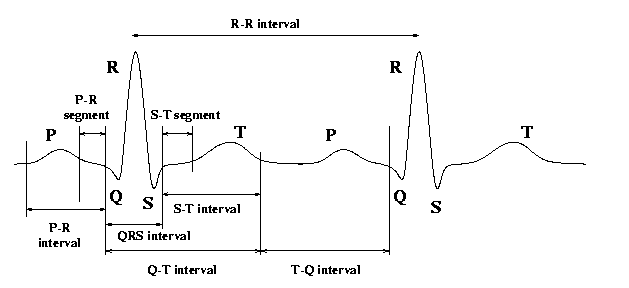 R-R interval
R
R
P-R
segment
S-T segment
P
T
P
T
Q
S
Q
S
S-T interval
P-R
interval
QRS interval
Q-T interval
T-Q interval